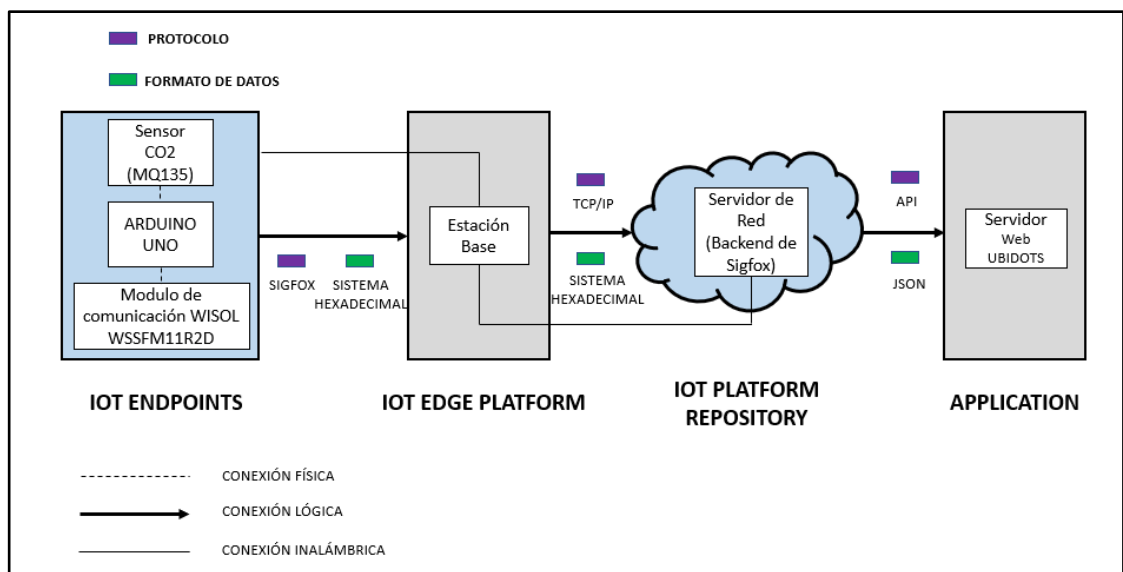 PROTOCOLO
FORMATO DE DATOS
Sensor
CO2
(MQ135)
ARDUINO
UNO
Modulo de
comunicación WISOL
WSSFM11R2D
SIGFOX
SISTEMA
HEXADECIMAL
Estación
Base
TCP/IP
SISTEMA
HEXADECIMAL
Servidor de
Red
(Backend de
Sigfox)
API
JSON
Servidor
Web
UBIDOTS
IOT ENDPOINTS
IOT EDGE PLATFORM
IOT PLATFORM
REPOSITORY
APPLICATION
CONEXIÓN FÍSICA
CONEXIÓN LÓGICA
CONEXIÓN INALÁMBRICA